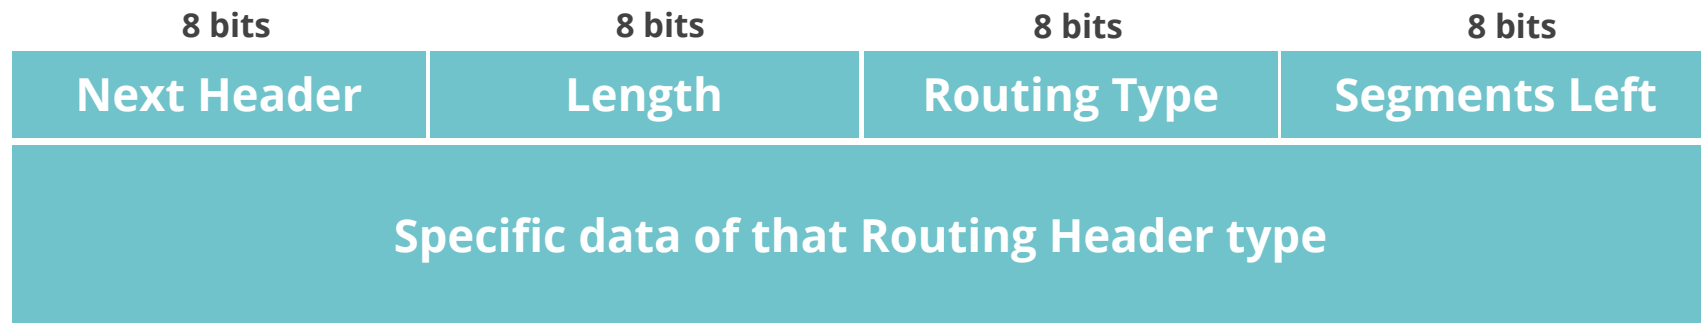 8 bits 8 bits 8 bits 8 bits
Next Header Length Routing Type Segments Left
Specific data of that Routing Header type